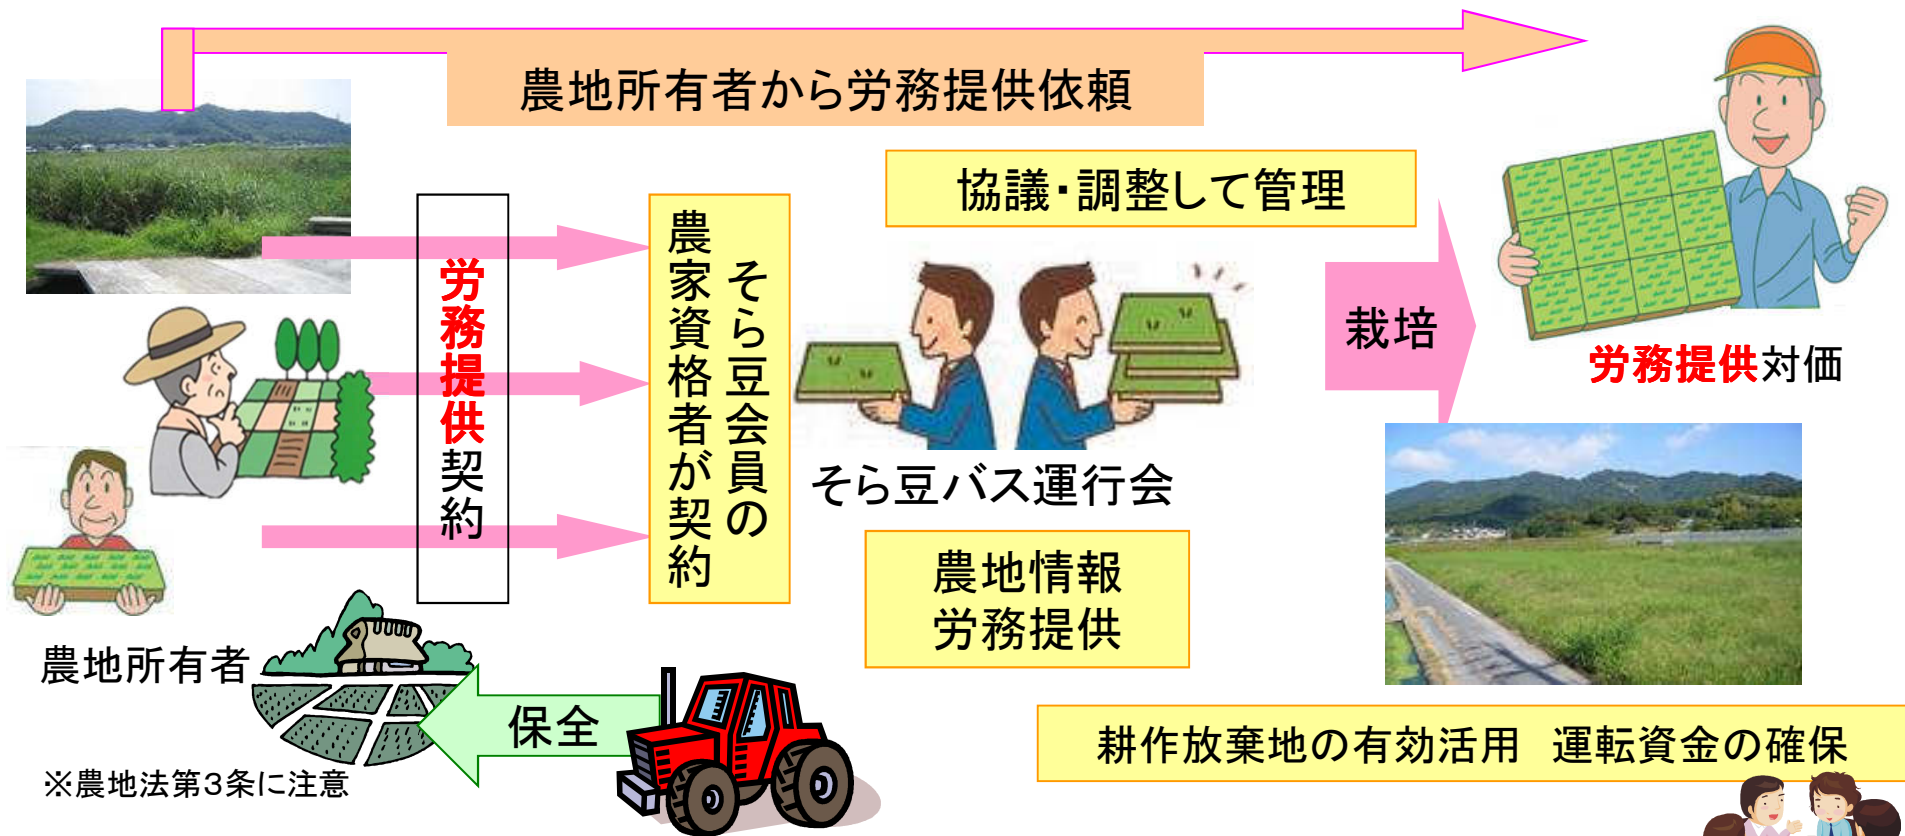 農地所有者から労務提供依頼
協議・調整して管理
労務提供契約
そら豆会員の
農家資格者が契約
栽培
労務提供対価
そら豆バス運行会
農地情報
労務提供
農地所有者
保全
耕作放棄地の有効活用　運転資金の確保
※農地法第３条に注意